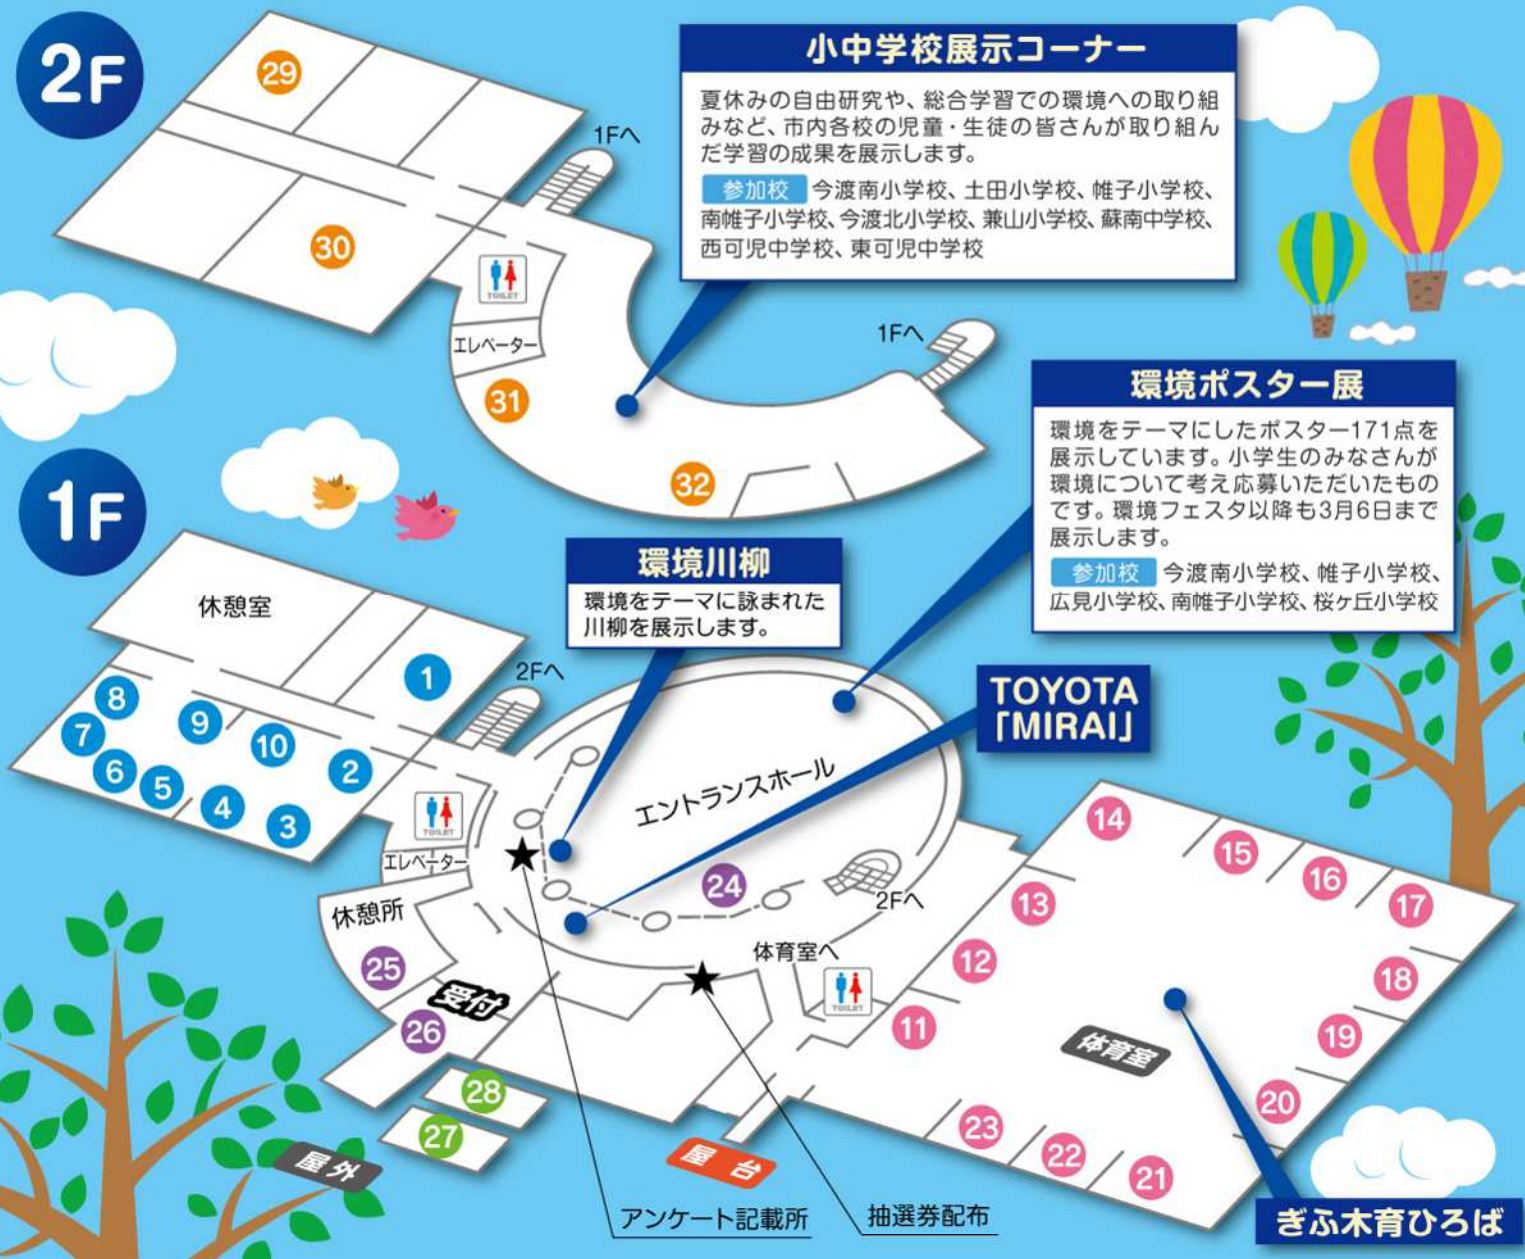 2F
29
30
1Fへ
TOILET
エレベーター
31
32
1Fへ
小中学校展示コーナー
夏休みの自由研究や、総合学習での環境への取り組
みなど、市内各校の児童・生徒の皆さんが取り組ん
だ学習の成果を展示します。
参加校 今渡南小学校、土田小学校、帷子小学校、
南帷子小学校、今渡北小学校、兼山小学校、蘇南中学校、
西可児中学校、東可児中学校
環境ポスター展
環境をテーマにしたポスター171点を
展示しています。小学生のみなさんが
環境について考え応募いただいたもの
です。環境フェスタ以降も3月6日まで
展示します。
参加校 今渡南小学校、帷子小学校、
広見小学校、南帷子小学校、桜ヶ丘小学校
1F
環境川柳
環境をテーマに詠まれた
川柳を展示します。
TOYOTA
「MIRAI」
休憩室
1
2Fへ
8
9
7
10
6
5
2
4
3
TOILET
エレベーター
エントランスホール
24
2Fへ
休憩所
25
受付
26
体育室へ
TOILET
28
27
屋外
屋台
アンケート記載所
抽選券配布
14
15
16
17
13
12
18
11
19
体育室
20
23
22
21
ぎふ木育ひろば